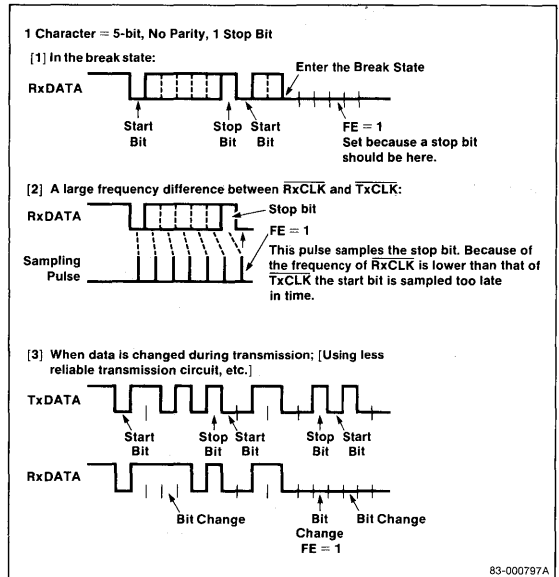 1 Character = 5-bit, No Parity, 1 Stop Bit
[1] In the break state:
Enter the Break State
RxDATA
Start Bit
Stop Bit
Start Bit
FE = 1
Set because a stop bit
should be here.
[2] A large frequency difference between RxCLK and TxCLK:
RxDATA
Stop bit
FE = 1
Sampling
Pulse
This pulse samples the stop bit. Because of
the frequency of RxCLK is lower than that of
TxCLK the start bit is sampled too late
in time.
[3] When data is changed during transmission; [Using less
reliable transmission circuit, etc.]
TxDATA
Start Bit
Stop Bit
Start Bit
Stop Bit
Start Bit
RxDATA
Bit Change
Bit Change
FE = 1
Bit Change
83-000797A